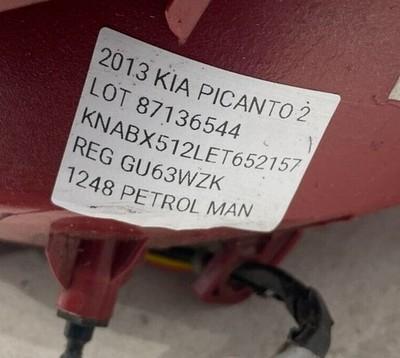 2013 KIA PICANTO 2
LOT 87136544
KNABX512LET652157
REG GU63WZK
1248 PETROL MAN